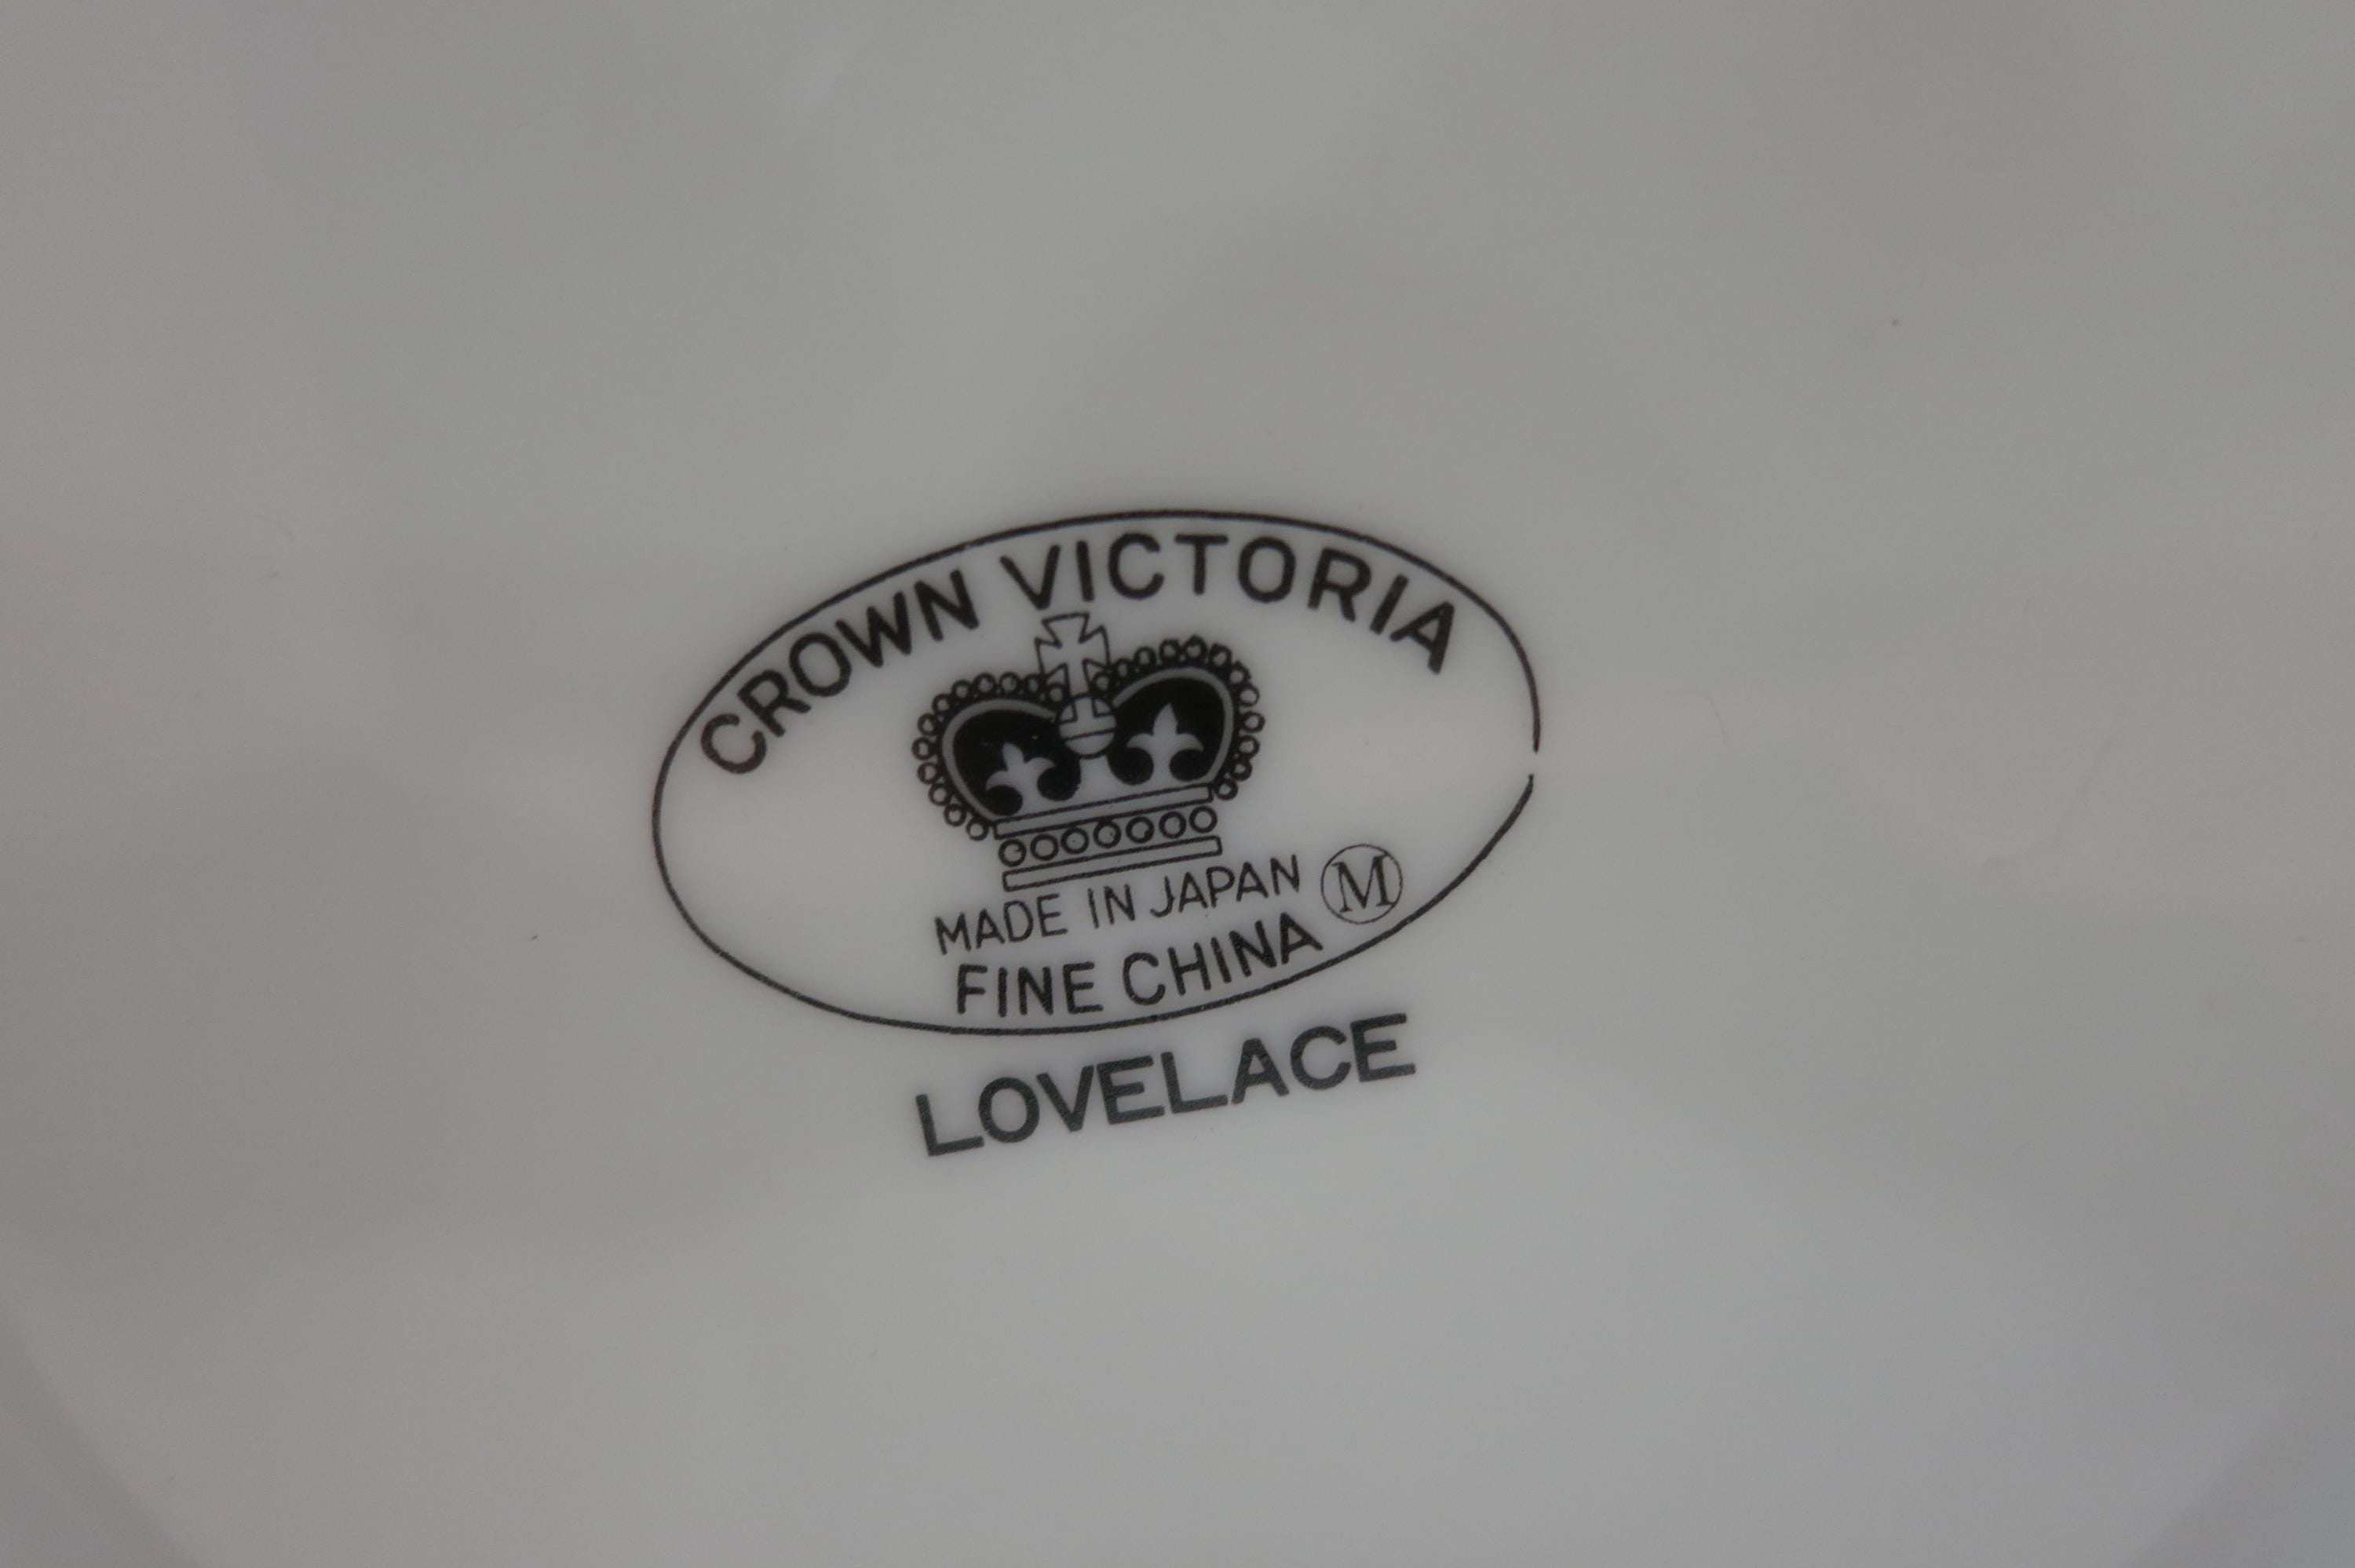 CROWN VICTORIA
MADE IN JAPAN Ⓜ
FINE CHINA
LOVELACE